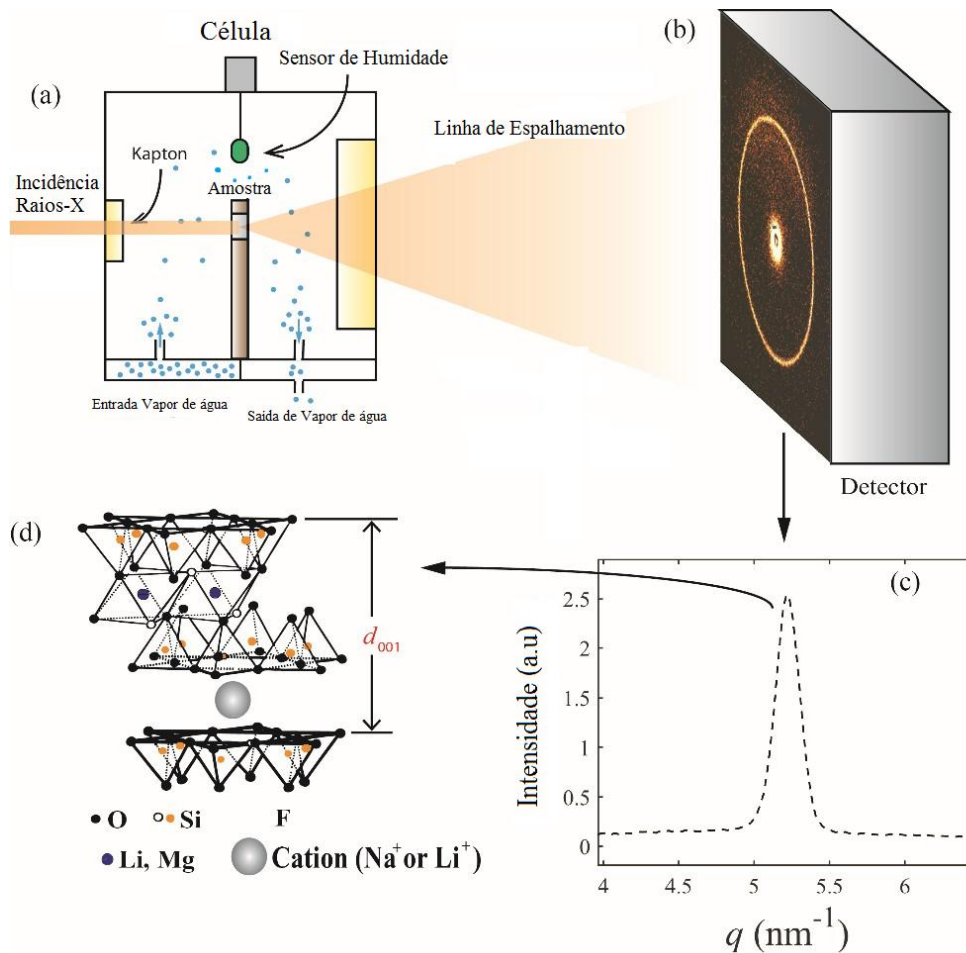 Célula
Sensor de Humidade
(a)
(b)
Kapton
Linha de Espalhamento
Incidência
Raios-X
Amostra
Entrada Vapor de água
Saída de Vapor de água
Detector
(d)
d001
(c)
Intensidade (a.u)
2.5
2
1.5
1
0.5
0
4
4.5
5
5.5
6
q (nm-1)
O
Si
F
Li, Mg
Cation (Na+or Li+)